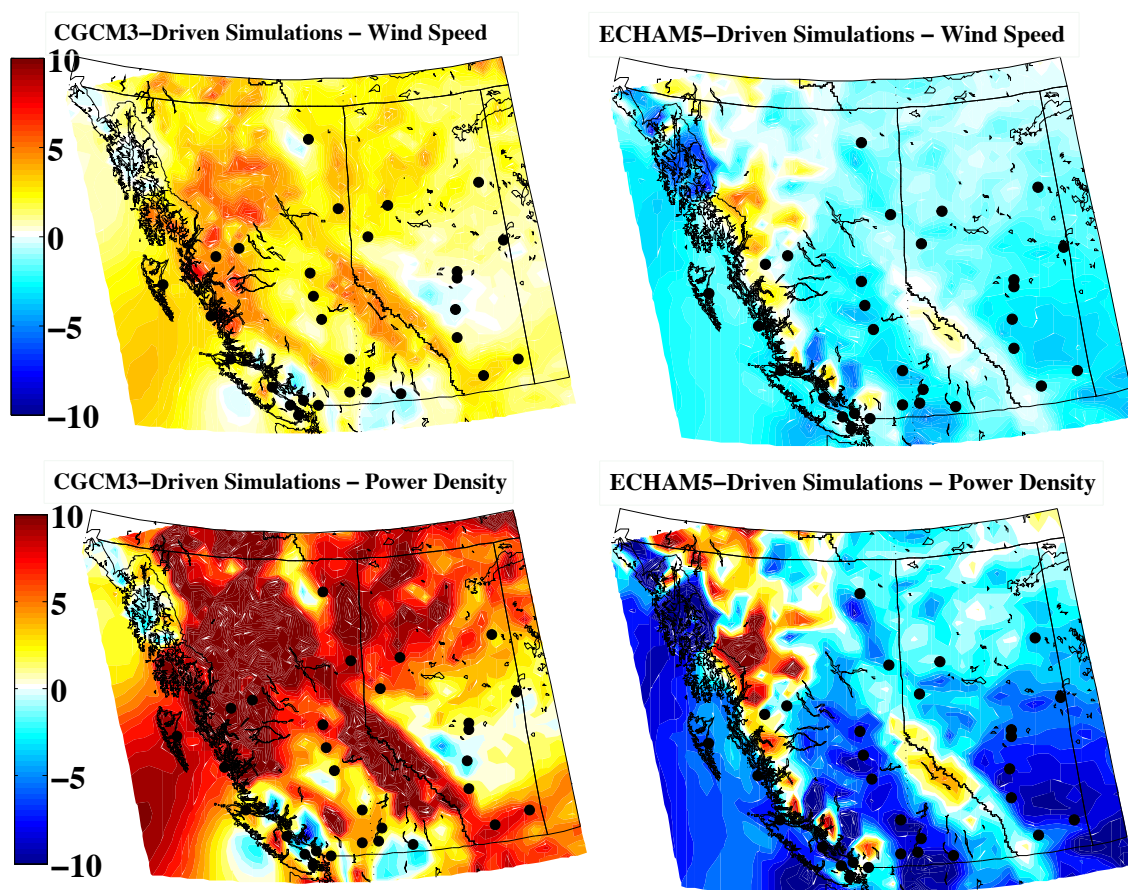 CGCM3–Driven Simulations – Wind Speed
ECHAM5–Driven Simulations – Wind Speed
10
5
0
−5
−10
CGCM3–Driven Simulations – Power Density
ECHAM5–Driven Simulations – Power Density
10
5
0
−5
−10